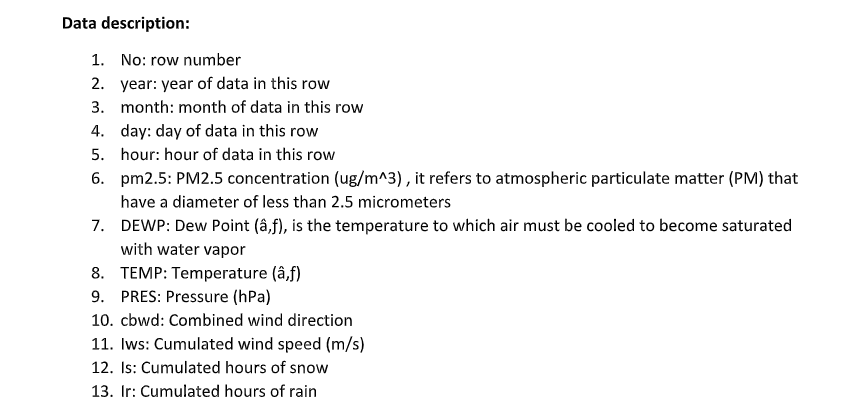 Data description:
1. No: row number
2. year: year of data in this row
3. month: month of data in this row
4. day: day of data in this row
5. hour: hour of data in this row
6. pm2.5: PM2.5 concentration (ug/m^3) , it refers to atmospheric particulate matter (PM) that
have a diameter of less than 2.5 micrometers
7. DEWP: Dew Point (â,ƒ), is the temperature to which air must be cooled to become saturated
with water vapor
8. TEMP: Temperature (â,ƒ)
9. PRES: Pressure (hPa)
10. cbwd: Combined wind direction
11. Iws: Cumulated wind speed (m/s)
12. Is: Cumulated hours of snow
13. Ir: Cumulated hours of rain